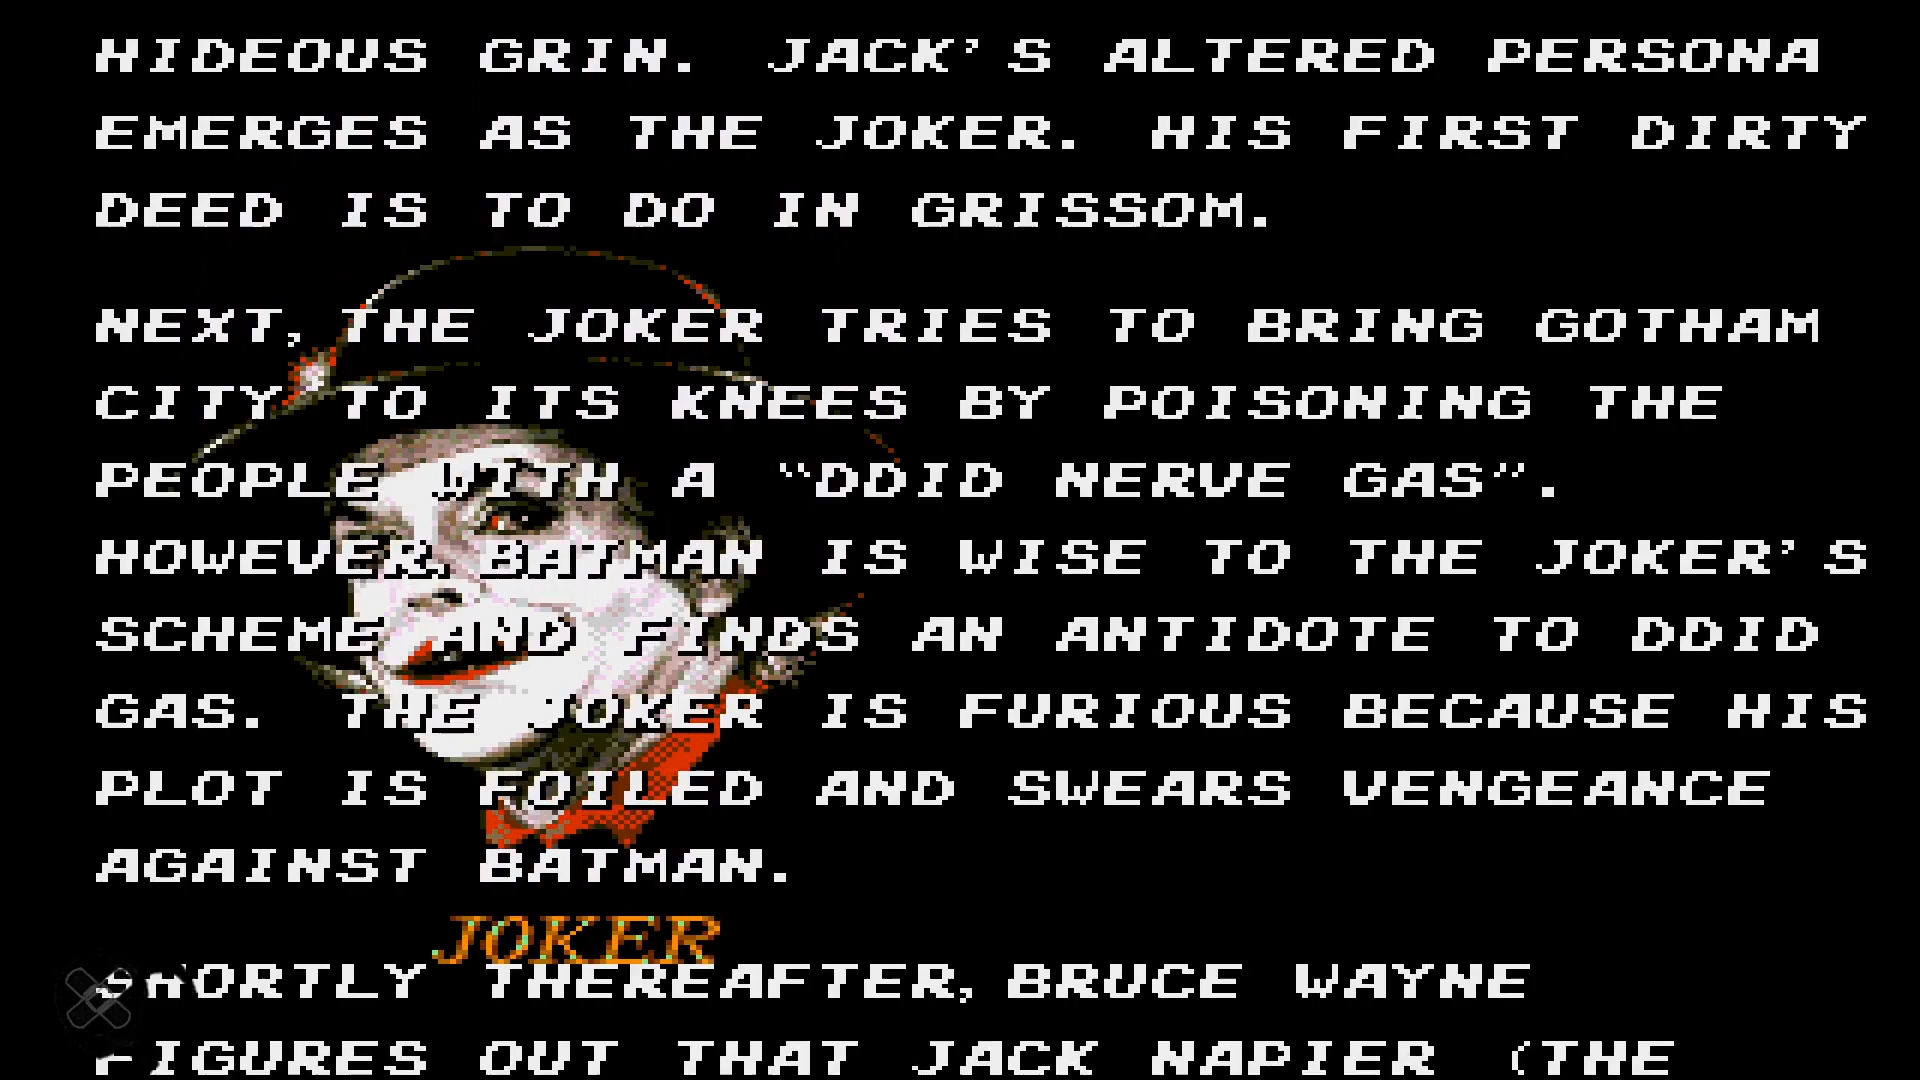 HIDEOUS GRIN. JACK'S ALTERED PERSONA
EMERGES AS THE JOKER. HIS FIRST DIRTY
DEED IS TO DO IN GRISSOM.
NEXT, THE JOKER TRIES TO BRING GOTHAM
CITY TO ITS KNEES BY POISONING THE
PEOPLE WITH A "DDID NERVE GAS".
HOWEVER, BATMAN IS WISE TO THE JOKER'S
SCHEME AND FINDS AN ANTIDOTE TO DDID
GAS. THE JOKER IS FURIOUS BECAUSE HIS
PLOT IS FOILED AND SWEARS VENGEANCE
AGAINST BATMAN.
JOKER
SHORTLY THEREAFTER, BRUCE WAYNE
FIGURES OUT THAT JACK NAPIER (THE